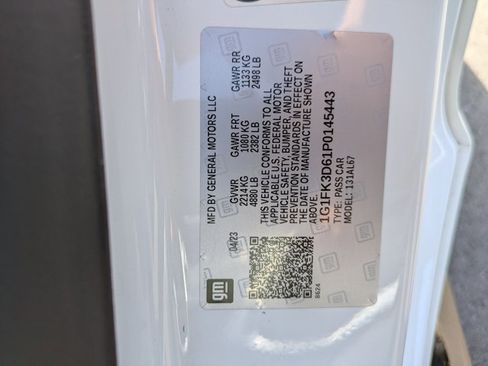 MFD BY GENERAL MOTORS LLC
04/23
GVWR
2214 KG
4880 LB
GAWR FRT
1080 KG
2382 LB
GAWR RR
1133 KG
2498 LB
THIS VEHICLE CONFORMS TO ALL
APPLICABLE U.S. FEDERAL MOTOR
VEHICLE SAFETY, BUMPER, AND THEFT
PREVENTION STANDARDS IN EFFECT ON
THE DATE OF MANUFACTURE SHOWN
ABOVE.
1G1FK3D61P0145443
TYPE: PASS CAR
MODEL: 131AL67
gm
8624